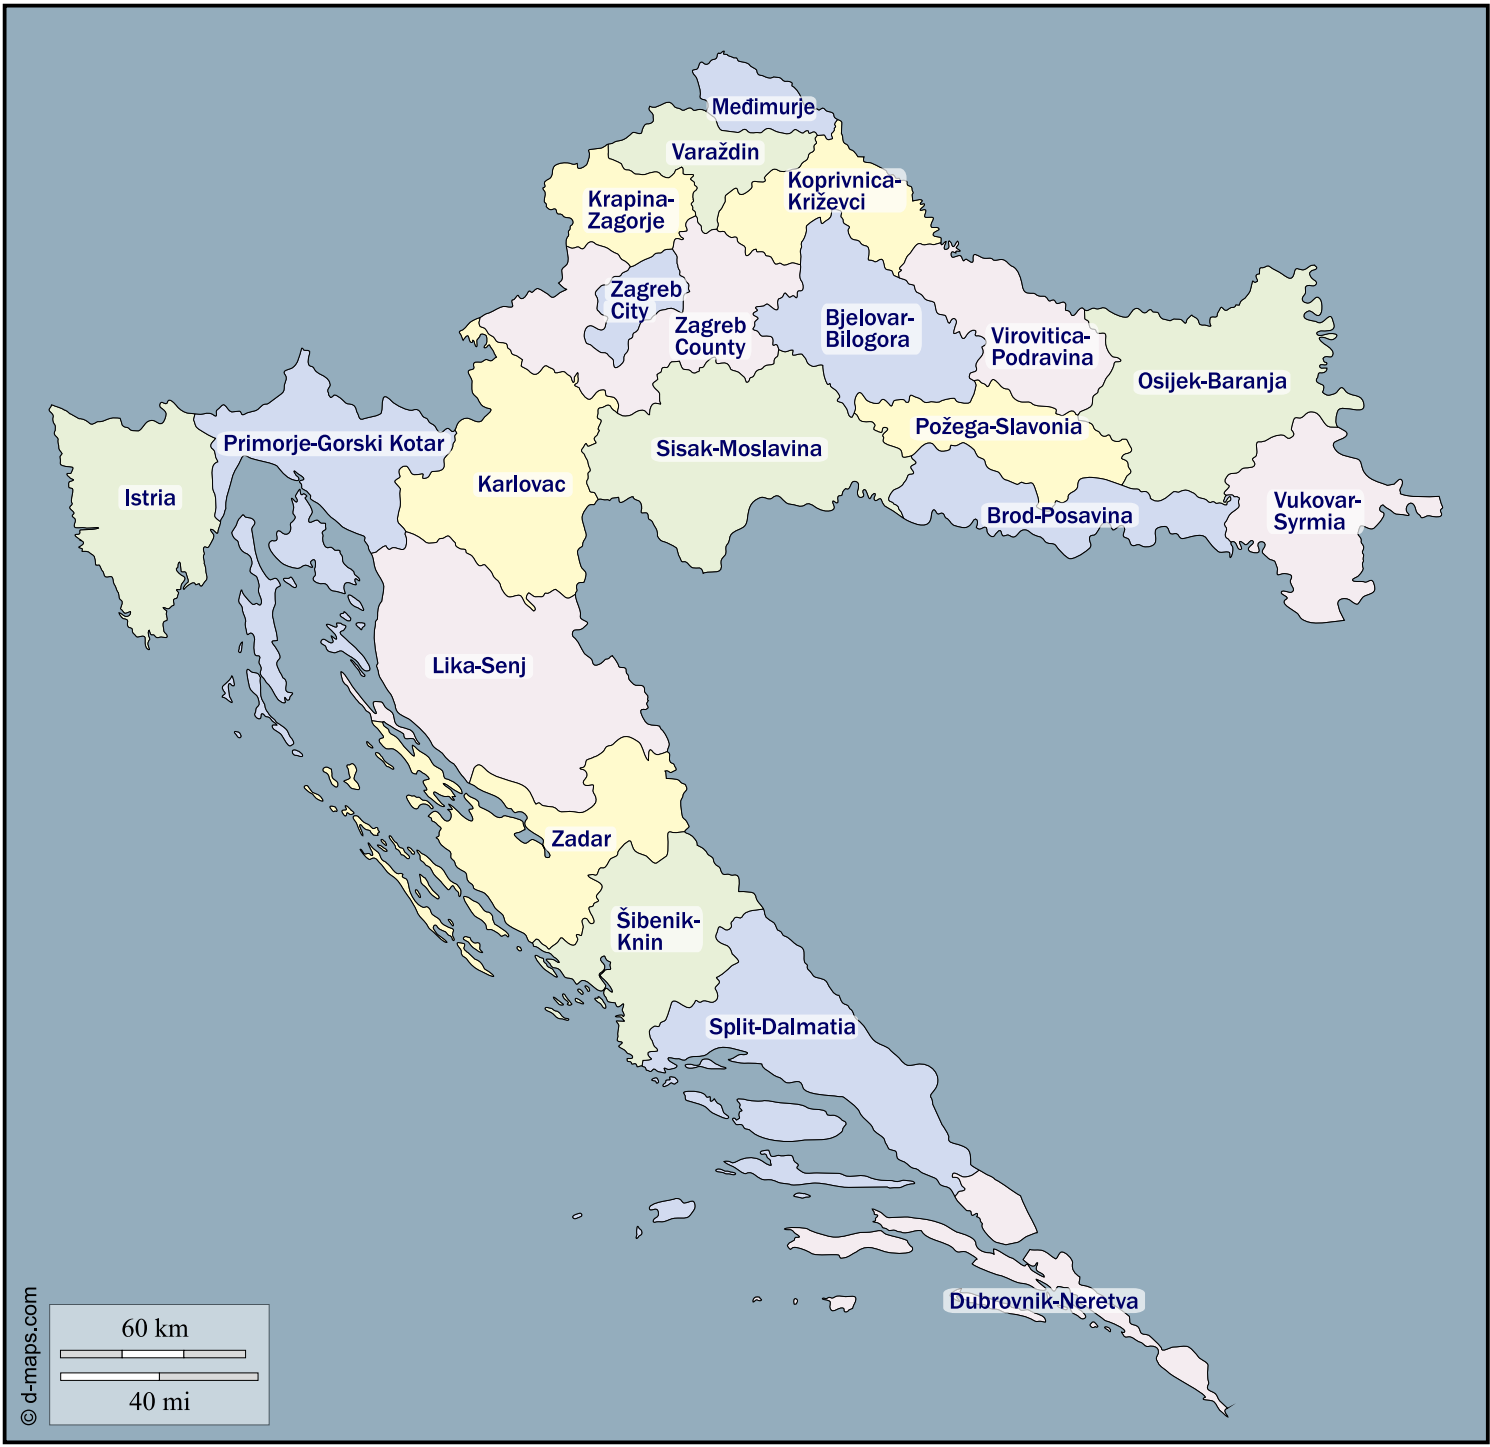 Međimurje
Varaždin
Koprivnica-
Križevci
Krapina-
Zagorje
Zagreb
City
Zagreb
County
Bjelovar-
Bilogora
Virovitica-
Podravina
Osijek-Baranja
Požega-Slavonia
Primorje-Gorski Kotar
Sisak-Moslavina
Karlovac
Istria
Brod-Posavina
Vukovar-
Syrmia
Lika-Senj
Zadar
Šibenik-
Knin
Split-Dalmatia
Dubrovnik-Neretva
60 km
40 mi
© d-maps.com